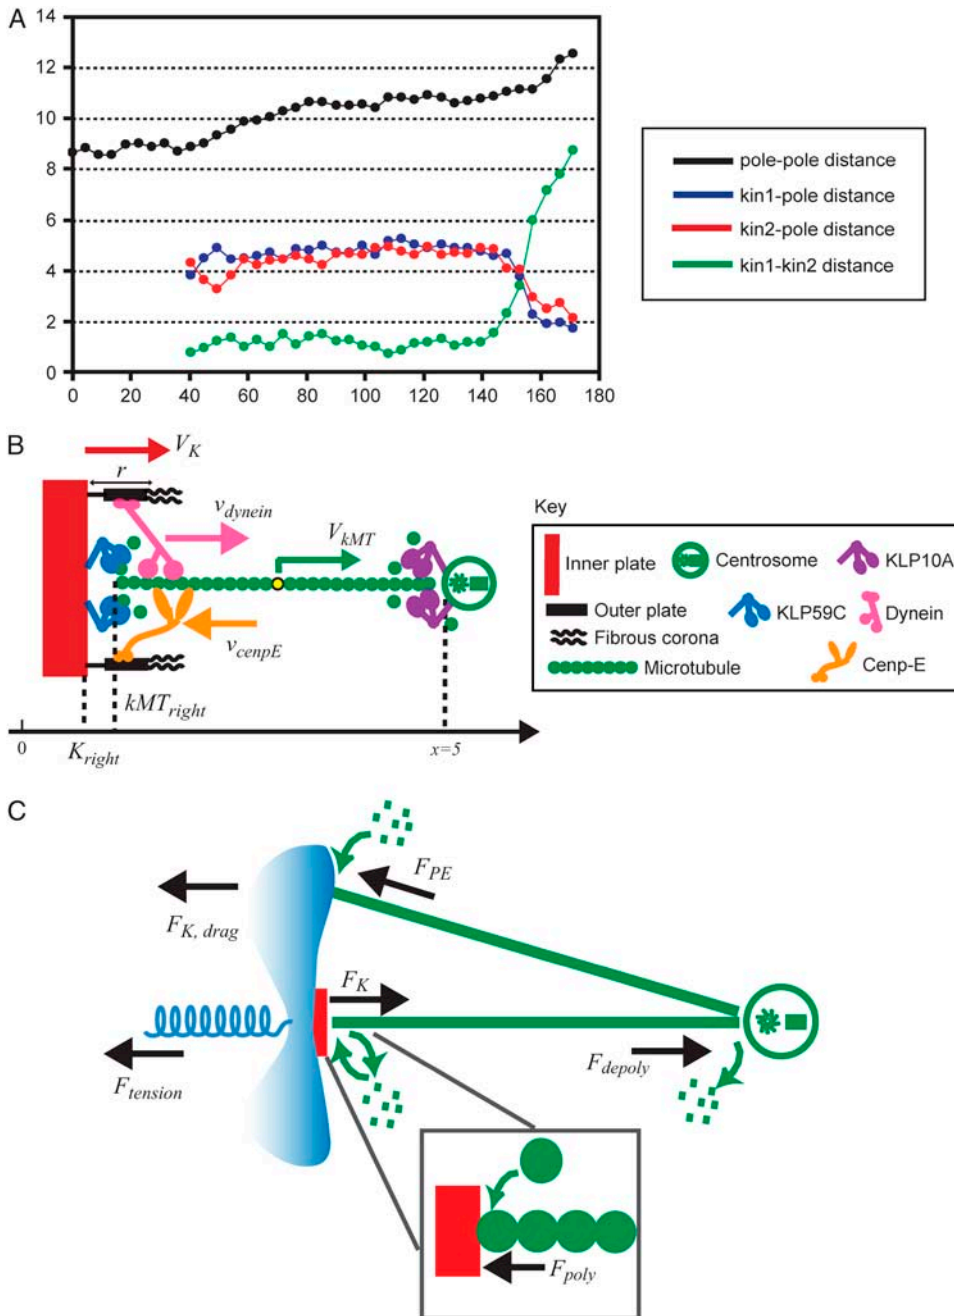 A
14
12
10
8
6
4
2
0
0 20 40 60 80 100 120 140 160 180
pole-pole distance
kin1-pole distance
kin2-pole distance
kin1-kin2 distance
B
V_K
r
v_dynein
V_kMT
v_cenpE
kMT_right
0
K_right
x=5
Key
Inner plate
Centrosome
KLP10A
Outer plate
KLP59C
Dynein
Fibrous corona
Microtubule
Cenp-E
C
F_PE
F_K, drag
F_K
F_tension
F_depoly
F_poly